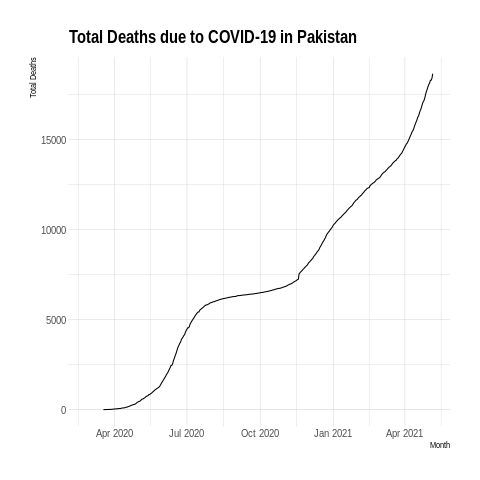 Total Deaths due to COVID-19 in Pakistan
Total Deaths
15000
10000
5000
0
Apr 2020 Jul 2020 Oct 2020 Jan 2021 Apr 2021
Month